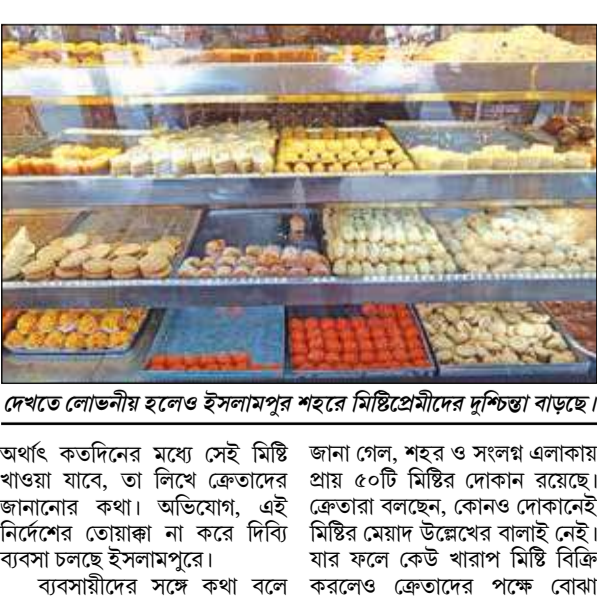 দেখতে লোভনীয় হলেও ইসলামপুর শহরে মিষ্টিপ্রেমীদের দুশ্চিন্তা বাড়ছে।
অর্থাৎ কতদিনের মধ্যে সেই মিষ্টি
খাওয়া যাবে, তা লিখে ক্রেতাদের
জানানোর কথা। অভিযোগ, এই
নির্দেশের তোয়াক্কা না করে দিব্যি
ব্যবসা চলছে ইসলামপুরে।
ব্যবসায়ীদের সঙ্গে কথা বলে
জানা গেল, শহর ও সংলগ্ন এলাকায়
প্রায় ৫০টি মিষ্টির দোকান রয়েছে।
ক্রেতারা বলছেন, কোনও দোকানেই
মিষ্টির মেয়াদ উল্লেখের বালাই নেই।
যার ফলে কেউ খারাপ মিষ্টি বিক্রি
করলেও ক্রেতাদের পক্ষে বোঝা